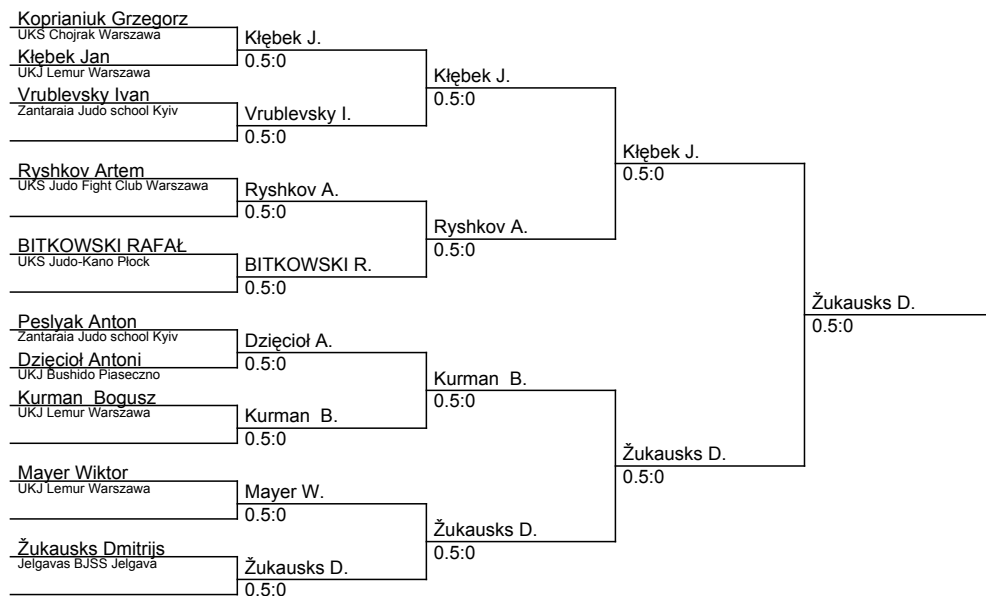 Koprianiuk Grzegorz
UKS Chojrak Warszawa
Kłębek Jan
UKJ Lemur Warszawa
Vrublevsky Ivan
Zantaraia Judo school Kyiv
Ryshkov Artem
UKS Judo Fight Club Warszawa
BITKOWSKI RAFAŁ
UKS Judo-Kano Płock
Peslyak Anton
Zantaraia Judo school Kyiv
Dzięcioł Antoni
UKJ Bushido Piaseczno
Kurman  Bogusz
UKJ Lemur Warszawa
Mayer Wiktor
UKJ Lemur Warszawa
Žukausks Dmitrijs
Jelgavas BJSS Jelgava
Kłębek J.
0.5:0
Vrublevsky I.
0.5:0
Ryshkov A.
0.5:0
BITKOWSKI R.
0.5:0
Dzięcioł A.
0.5:0
Kurman  B.
0.5:0
Mayer W.
0.5:0
Žukausks D.
0.5:0
Kłębek J.
0.5:0
Ryshkov A.
0.5:0
Kurman  B.
0.5:0
Žukausks D.
0.5:0
Kłębek J.
0.5:0
Žukausks D.
0.5:0
Žukausks D.
0.5:0